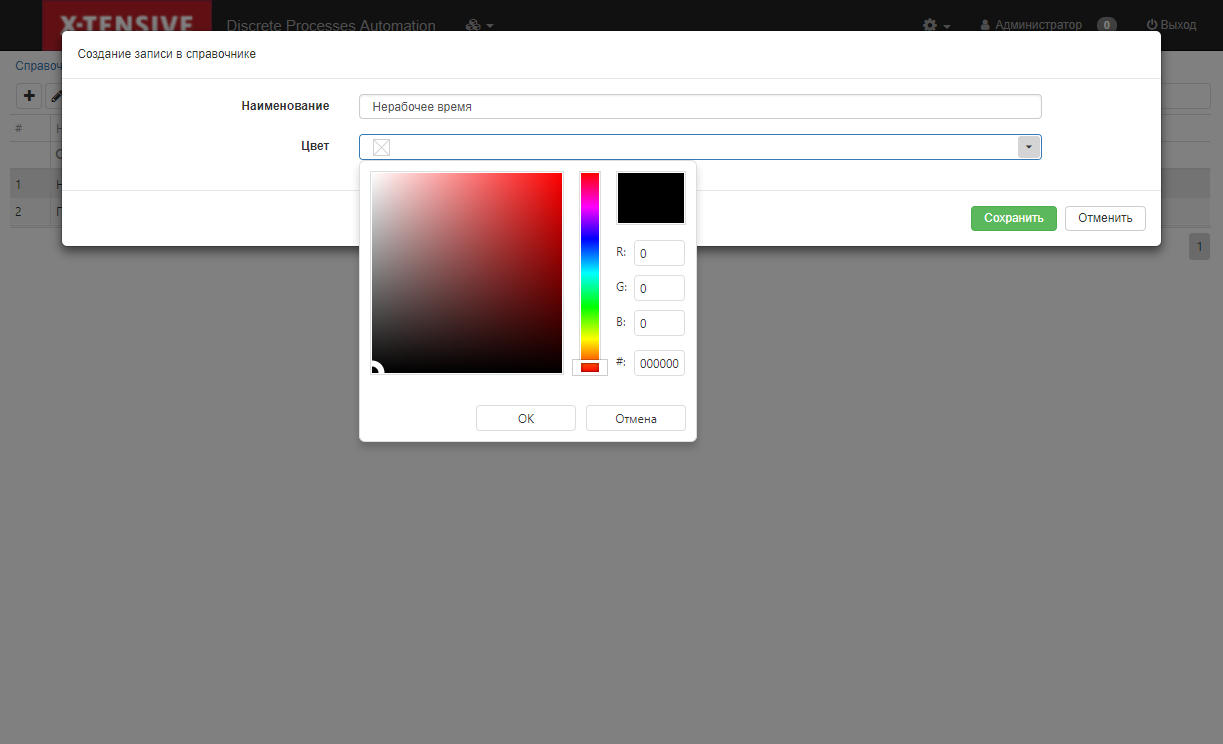 X-TENSIVE Discrete Processes Automation Администратор 0 Выход
Создание записи в справочнике
Справоч
Наименование Нерабочее время
Цвет
#
1
2
Сохранить Отменить
1
R: 0
G: 0
B: 0
#: 000000
OK Отмена